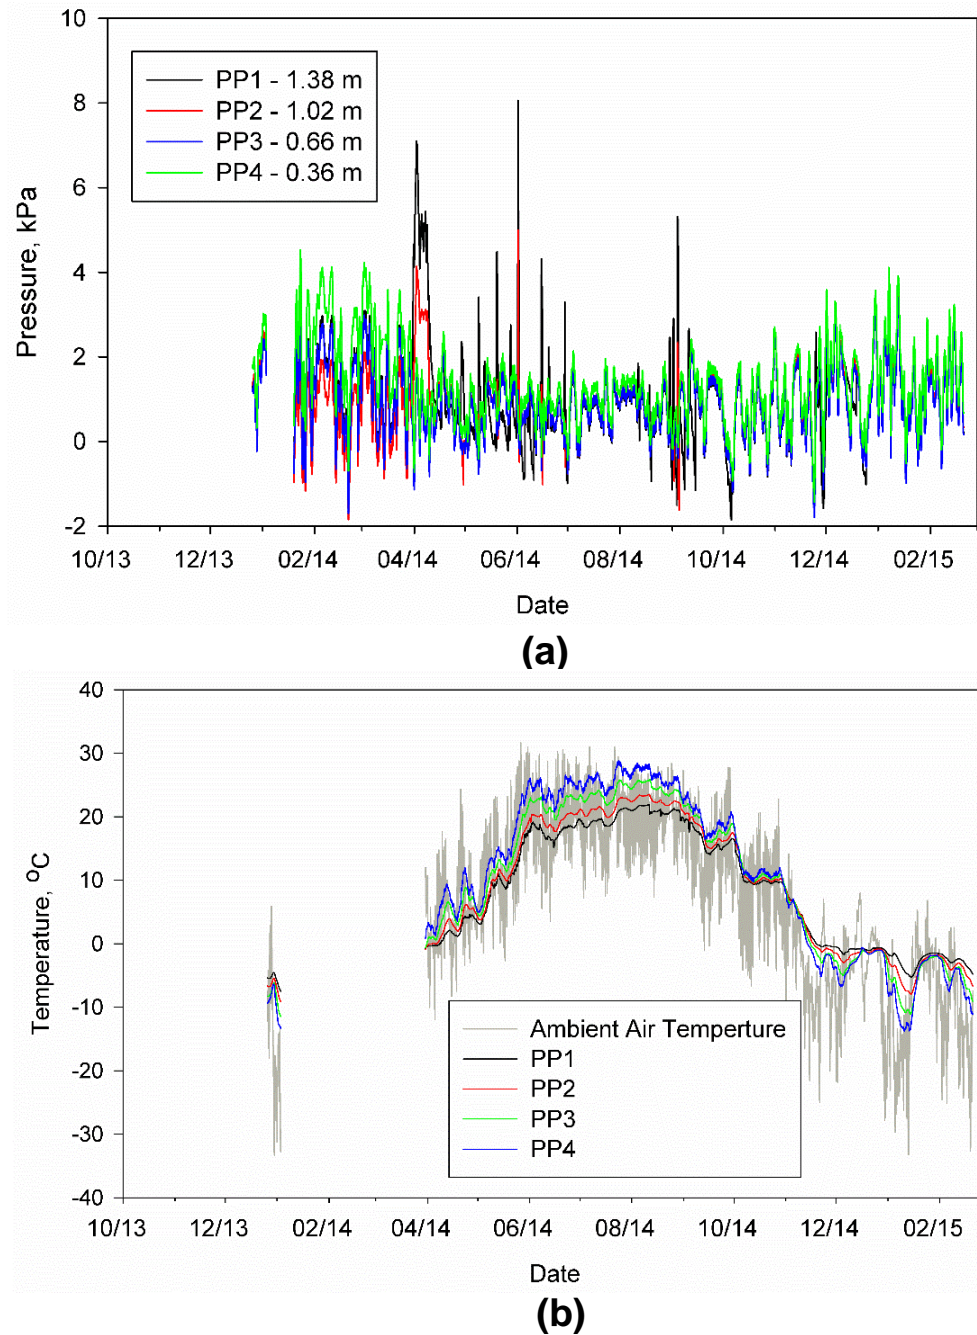 10
8
6
4
2
0
-2
Pressure, kPa
PP1 - 1.38 m
PP2 - 1.02 m
PP3 - 0.66 m
PP4 - 0.36 m
10/13 12/13 02/14 04/14 06/14 08/14 10/14 12/14 02/15
Date
(a)
40
30
20
10
0
-10
-20
-30
-40
Temperature, ºC
Ambient Air Temperture
PP1
PP2
PP3
PP4
10/13 12/13 02/14 04/14 06/14 08/14 10/14 12/14 02/15
Date
(b)